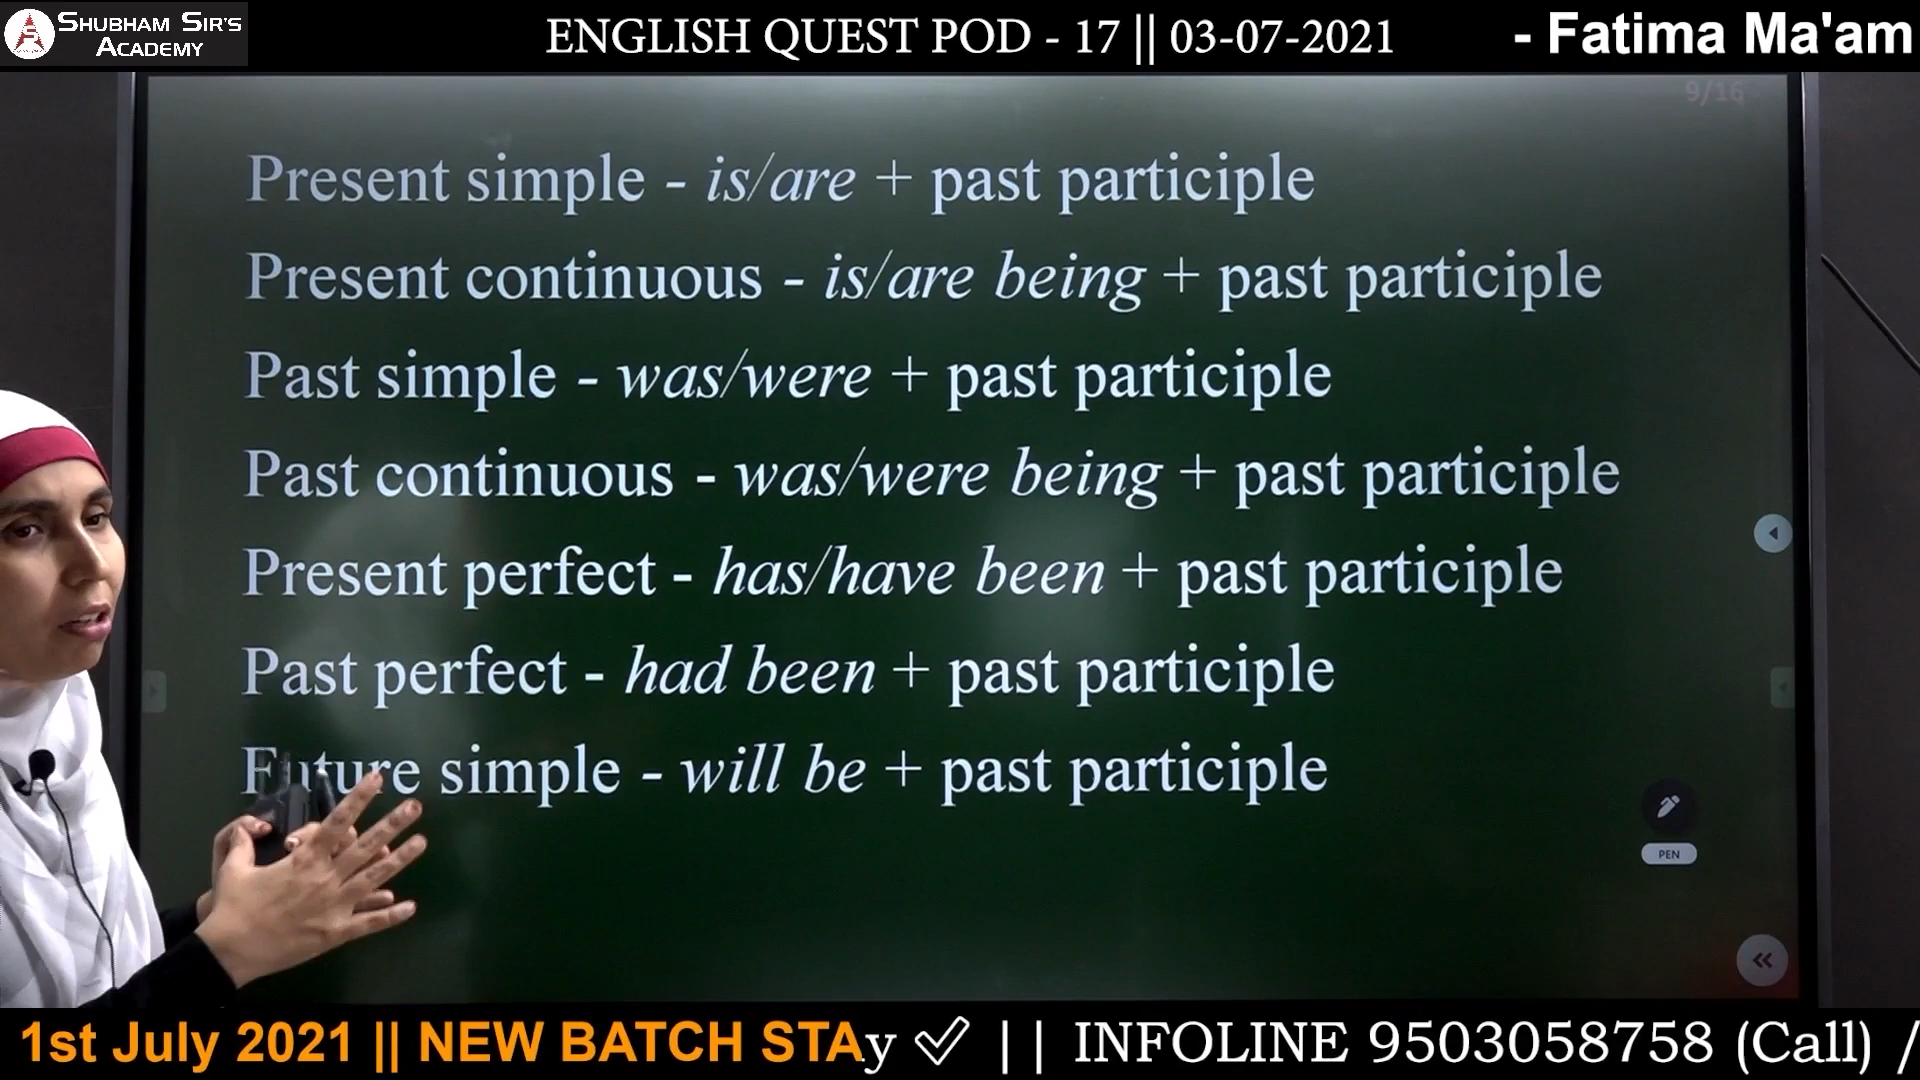 SHUBHAM SIR'S
ACADEMY
ENGLISH QUEST POD - 17 || 03-07-2021
- Fatima Ma'am
9/16
Present simple - is/are + past participle
Present continuous - is/are being + past participle
Past simple - was/were + past participle
Past continuous - was/were being + past participle
Present perfect - has/have been + past participle
Past perfect - had been + past participle
Future simple - will be + past participle
PEN
1st July 2021 || NEW BATCH STAy ✓ || INFOLINE 9503058758 (Call) /